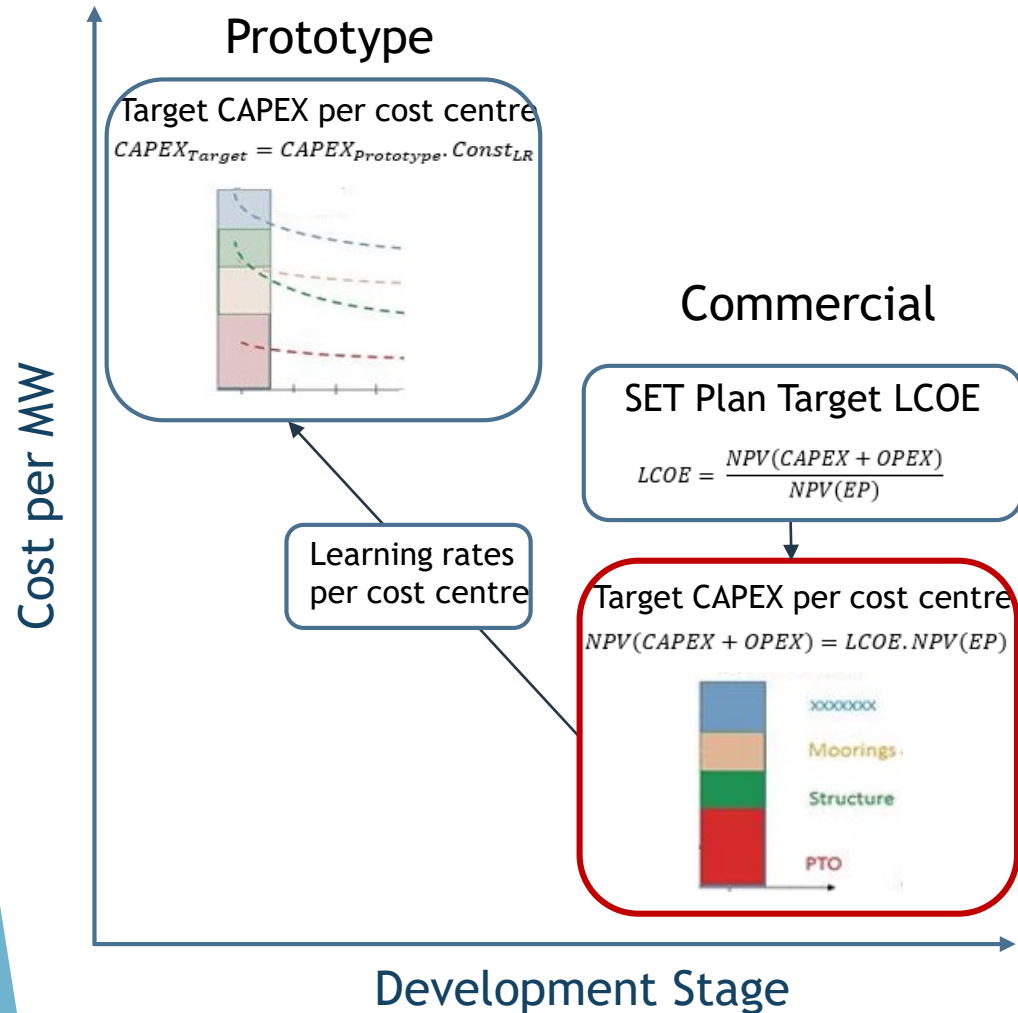 Prototype
Target CAPEX per cost centre
CAPEX_Target = CAPEX_Prototype.Const_LR
Commercial
SET Plan Target LCOE
LCOE = NPV(CAPEX + OPEX) / NPV(EP)
Learning rates
per cost centre
Target CAPEX per cost centre
NPV(CAPEX + OPEX) = LCOE.NPV(EP)
xxxxxxx
Moorings
Structure
PTO
Cost per MW
Development Stage